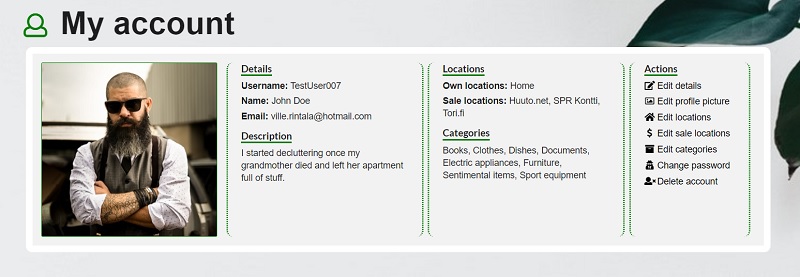 My account
Details
Username: TestUser007
Name: John Doe
Email: ville.rintala@hotmail.com
Description
I started decluttering once my
grandmother died and left her apartment
full of stuff.
Locations
Own locations: Home
Sale locations: Huuto.net, SPR Kontti,
Tori.fi
Categories
Books, Clothes, Dishes, Documents,
Electric appliances, Furniture,
Sentimental items, Sport equipment
Actions
Edit details
Edit profile picture
Edit locations
Edit sale locations
Edit categories
Change password
Delete account